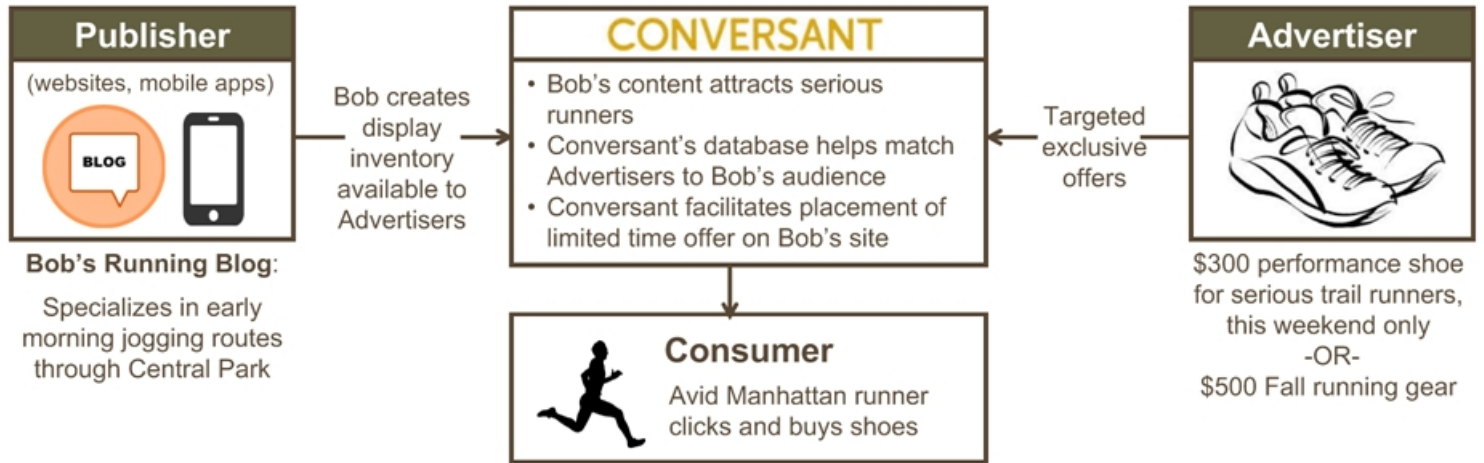 Publisher
(websites, mobile apps)
BLOG
Bob's Running Blog:
Specializes in early
morning jogging routes
through Central Park
Bob creates
display
inventory
available to
Advertisers
CONVERSANT
• Bob's content attracts serious
runners
• Conversant's database helps match
Advertisers to Bob's audience
• Conversant facilitates placement of
limited time offer on Bob's site
Consumer
Avid Manhattan runner
clicks and buys shoes
Targeted
exclusive
offers
Advertiser
$300 performance shoe
for serious trail runners,
this weekend only
-OR-
$500 Fall running gear